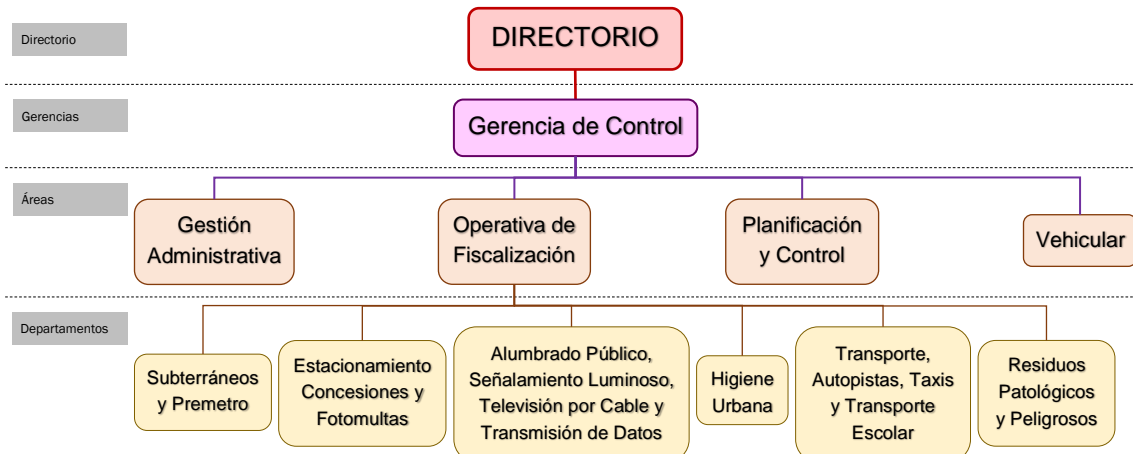 Directorio
DIRECTORIO
Gerencias
Gerencia de Control
Áreas
Gestión
Administrativa
Operativa de
Fiscalización
Planificación
y Control
Vehicular
Departamentos
Subterráneos
y Premetro
Estacionamiento
Concesiones y
Fotomultas
Alumbrado Público,
Señalamiento Luminoso,
Televisión por Cable y
Transmisión de Datos
Higiene
Urbana
Transporte,
Autopistas, Taxis
y Transporte
Escolar
Residuos
Patológicos
y Peligrosos